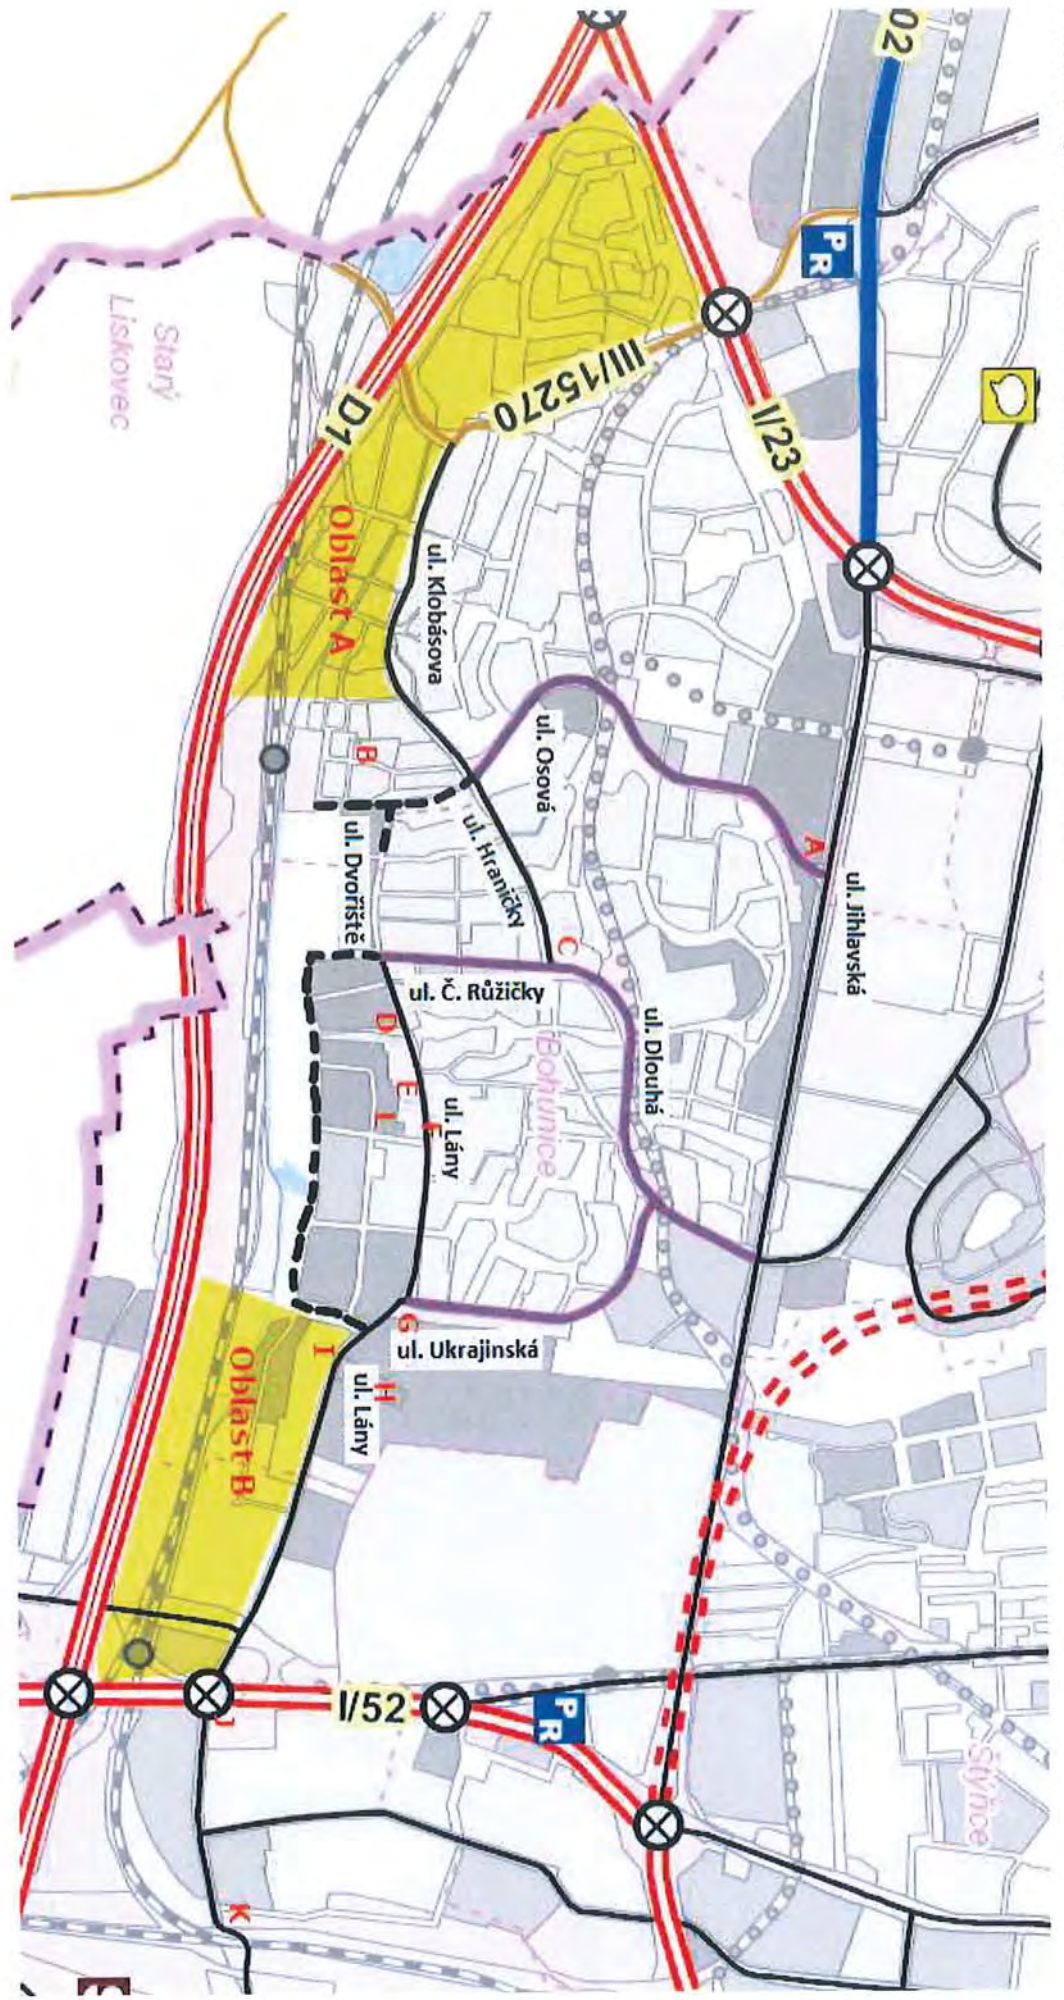 02
P
R
I/23
III/15270
D1
Starý
Lískovec
Oblast A
ul. Klobásova
B
ul. Osová
A
ul. Hraničky
ul. Dvořiště
ul. Jihlavská
C
ul. Č. Růžičky
D
ul. Dlouhá
Bohunice
E
ul. Lány
F
L
G
ul. Ukrajinská
I
H
ul. Lány
Oblast B
I/52
P
R
J
Štýřice
K